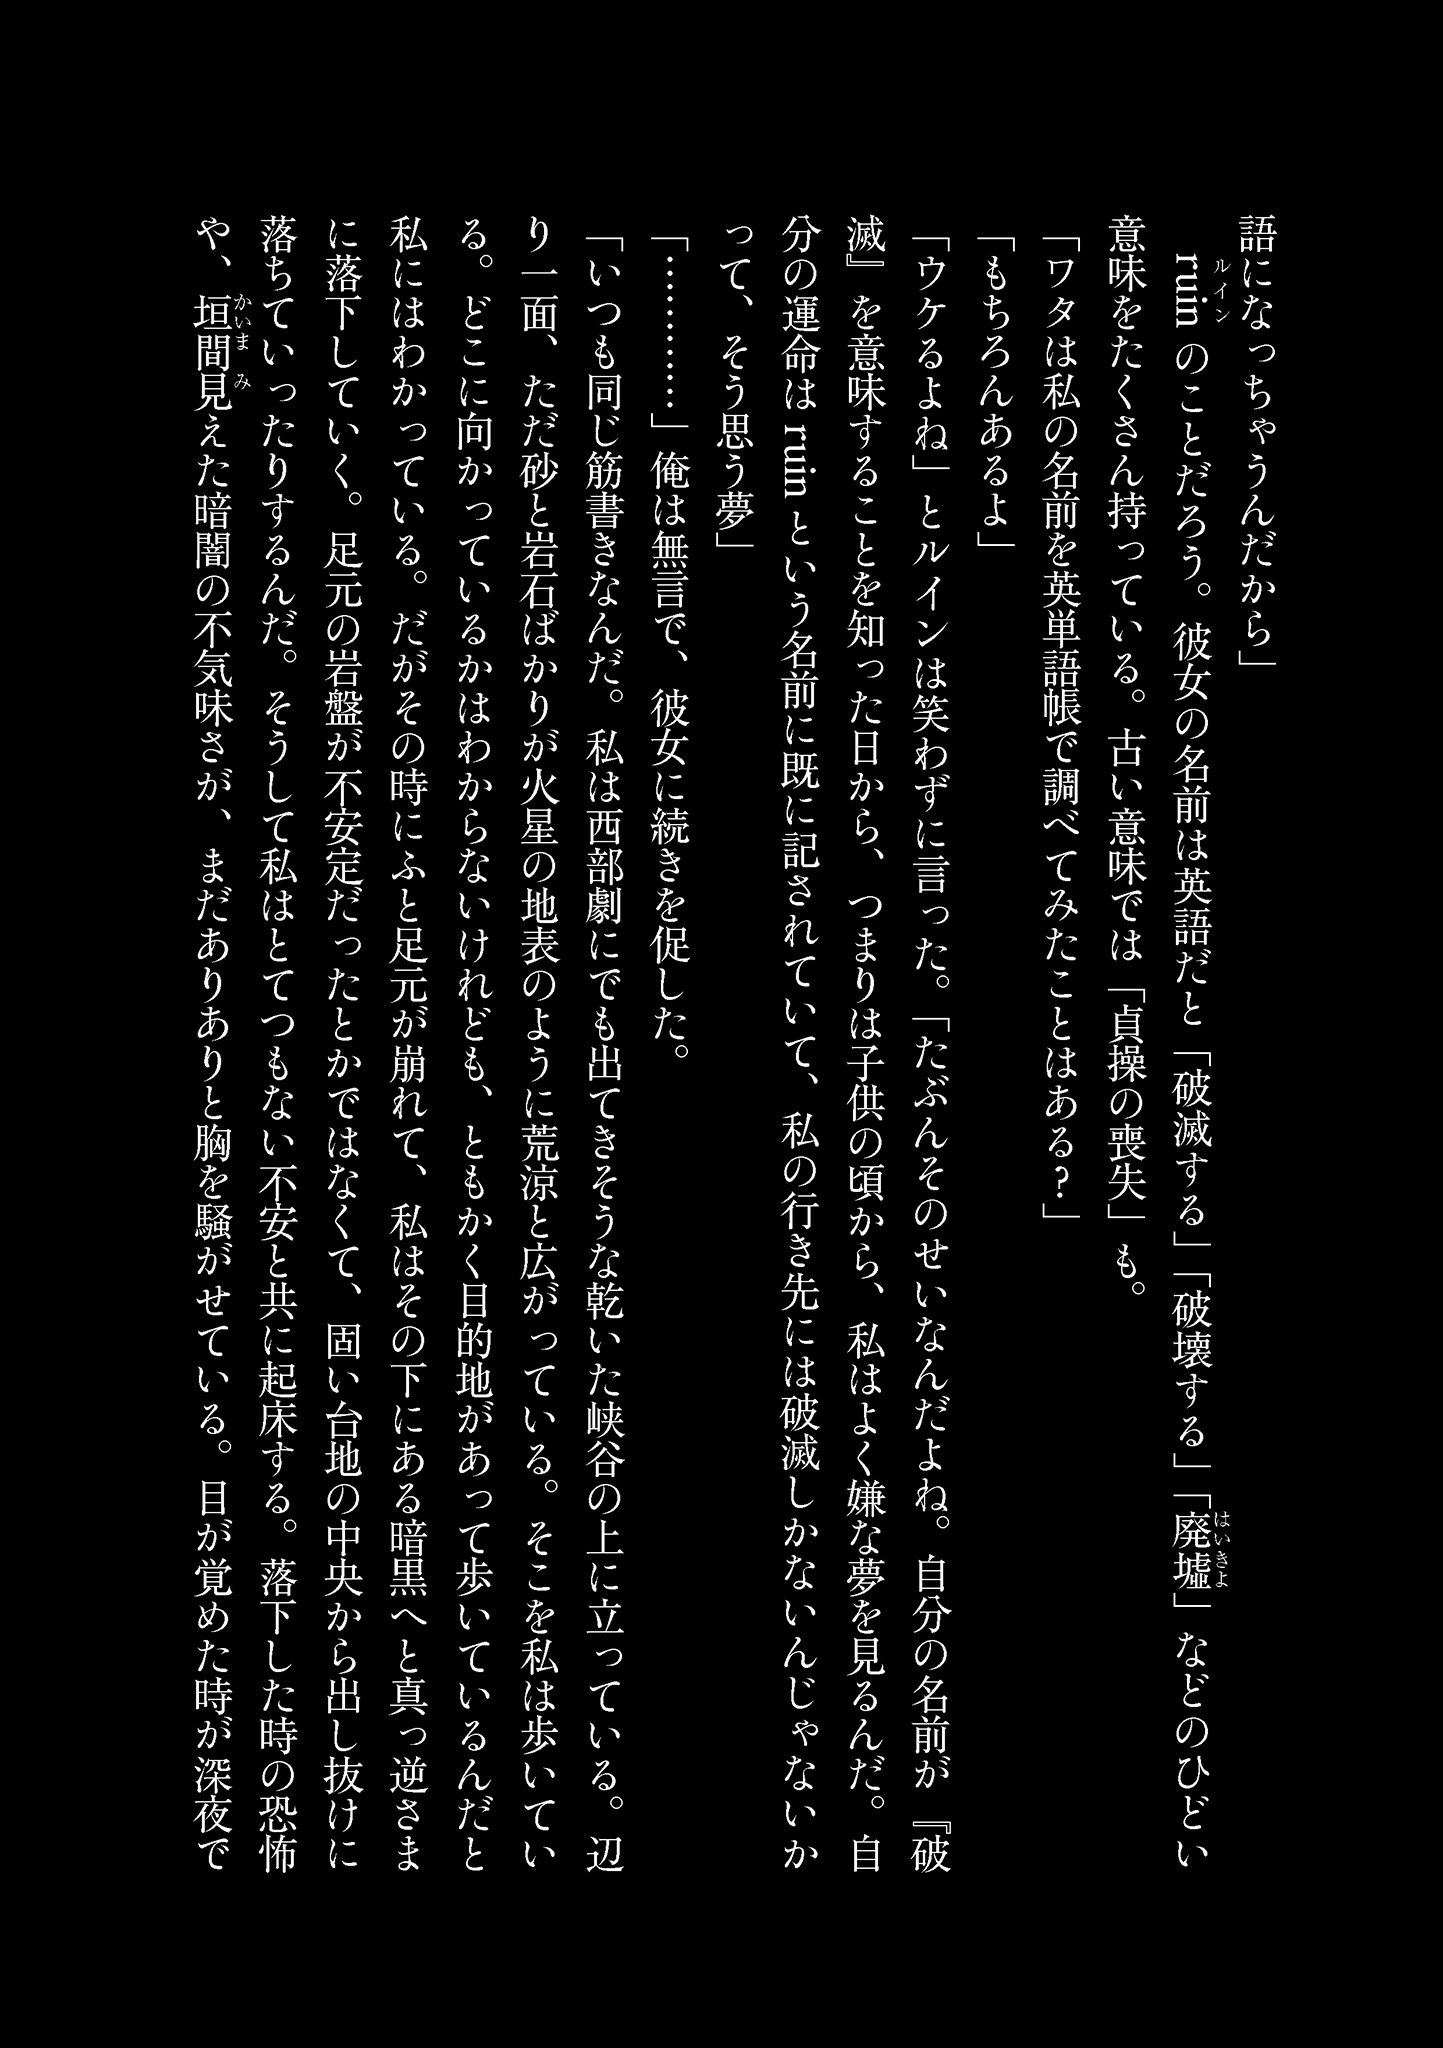 語になっちゃうんだから」
ruinのことだろう。彼女の名前は英語だと「破滅する」「破壊する」「廃墟」などのひどい
ルイン
はいきよ
意味をたくさん持っている。古い意味では「貞操の喪失」も。
「ワタは私の名前を英単語帳で調べてみたことはある?」
「もちろんあるよ」
「ウケるよね」とルインは笑わずに言った。「たぶんそのせいなんだよね。自分の名前が『破
滅』を意味することを知った日から、つまりは子供の頃から、私はよく嫌な夢を見るんだ。自
分の運命はruinという名前に既に記されていて、私の行き先には破滅しかないんじゃないか
って、そう思う夢」
「…………」俺は無言で、彼女に続きを促した。
「いつも同じ筋書きなんだ。私は西部劇にでも出てきそうな乾いた峡谷の上に立っている。辺
り一面、ただ砂と岩石ばかりが火星の地表のように荒涼と広がっている。そこを私は歩いてい
る。どこに向かっているかはわからないけれども、ともかく目的地があって歩いているんだと
私にはわかっている。だがその時にふと足元が崩れて、私はその下にある暗黒へと真っ逆さま
に落下していく。足元の岩盤が不安定だったとかではなくて、固い台地の中央から出し抜けに
落ちていったりするんだ。そうして私はとてつもない不安と共に起床する。落下した時の恐怖
や、垣間見えた暗闇の不気味さが、まだありありと胸を騒がせている。目が覚めた時が深夜で
かいまみ